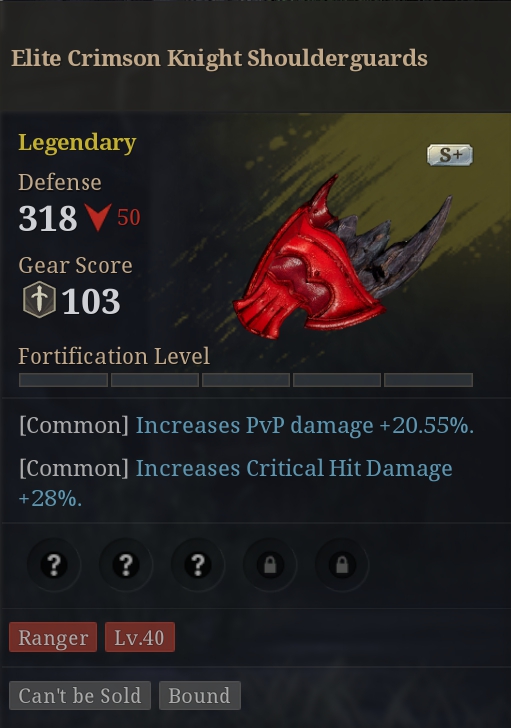 Elite Crimson Knight Shoulderguards
Legendary
S+
Defense
318 50
Gear Score
103
Fortification Level
[Common] Increases PvP damage +20.55%.
[Common] Increases Critical Hit Damage
+28%.
? ? ?
Ranger Lv.40
Can't be Sold Bound